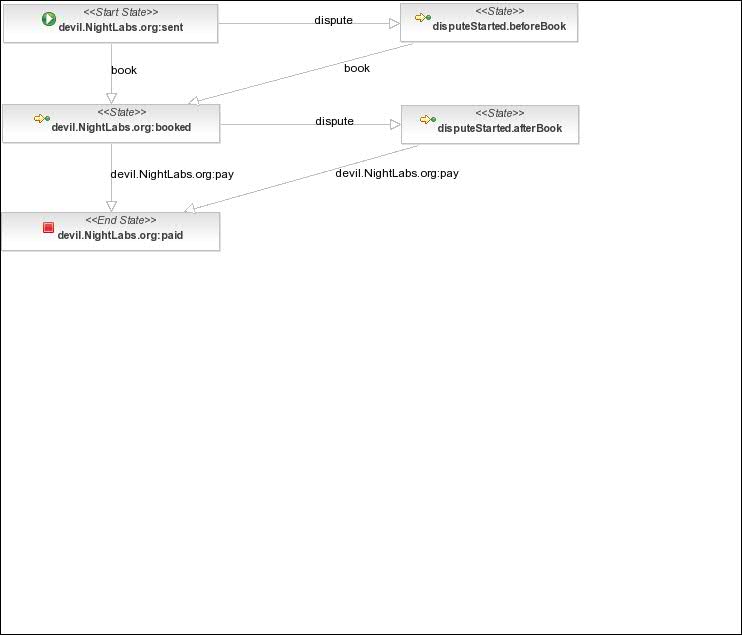 <<Start State>>
devil.NightLabs.org:sent
dispute
<<State>>
disputeStarted.beforeBook
book
book
<<State>>
devil.NightLabs.org:booked
dispute
<<State>>
disputeStarted.afterBook
devil.NightLabs.org:pay
devil.NightLabs.org:pay
<<End State>>
devil.NightLabs.org:paid